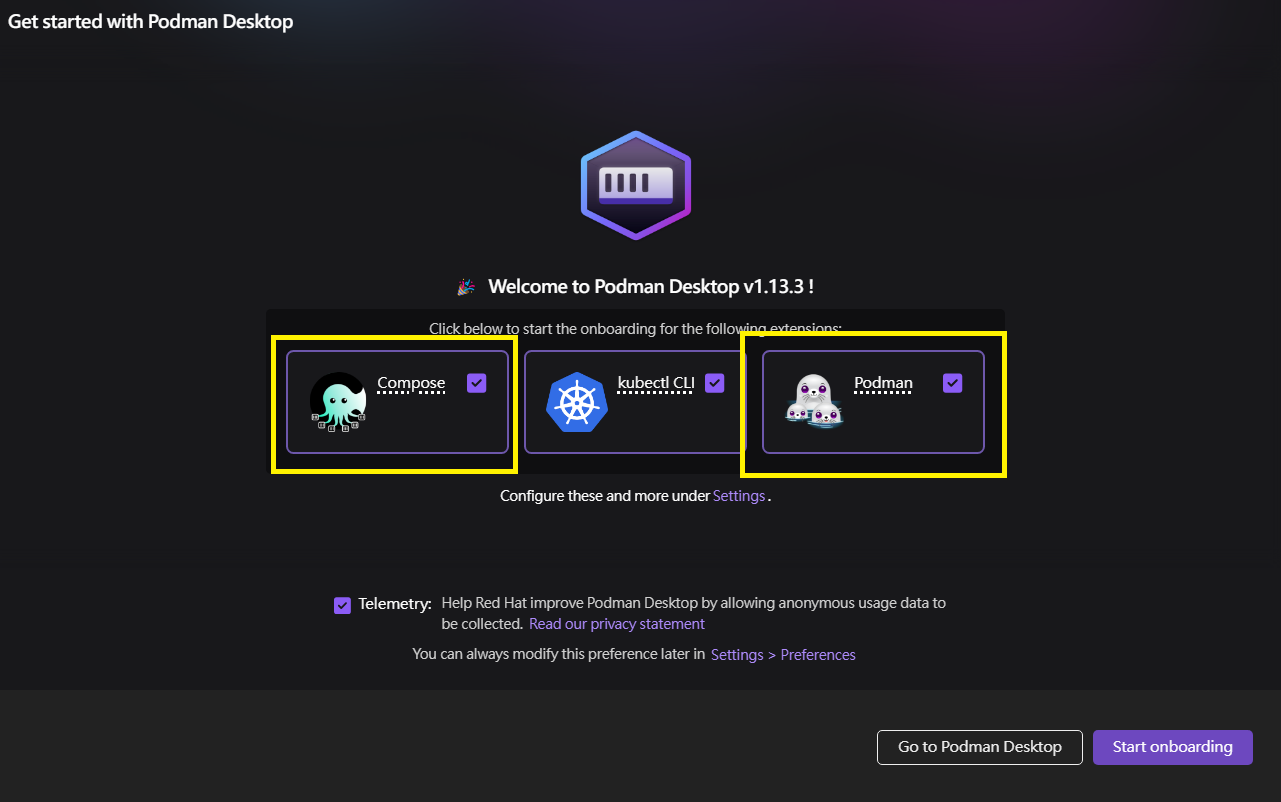 Get started with Podman Desktop
🎉 Welcome to Podman Desktop v1.13.3 !
Click below to start the onboarding for the following extensions:
Compose
kubectl CLI
Podman
Configure these and more under Settings .
Telemetry: Help Red Hat improve Podman Desktop by allowing anonymous usage data to
be collected. Read our privacy statement
You can always modify this preference later in Settings > Preferences
Go to Podman Desktop
Start onboarding